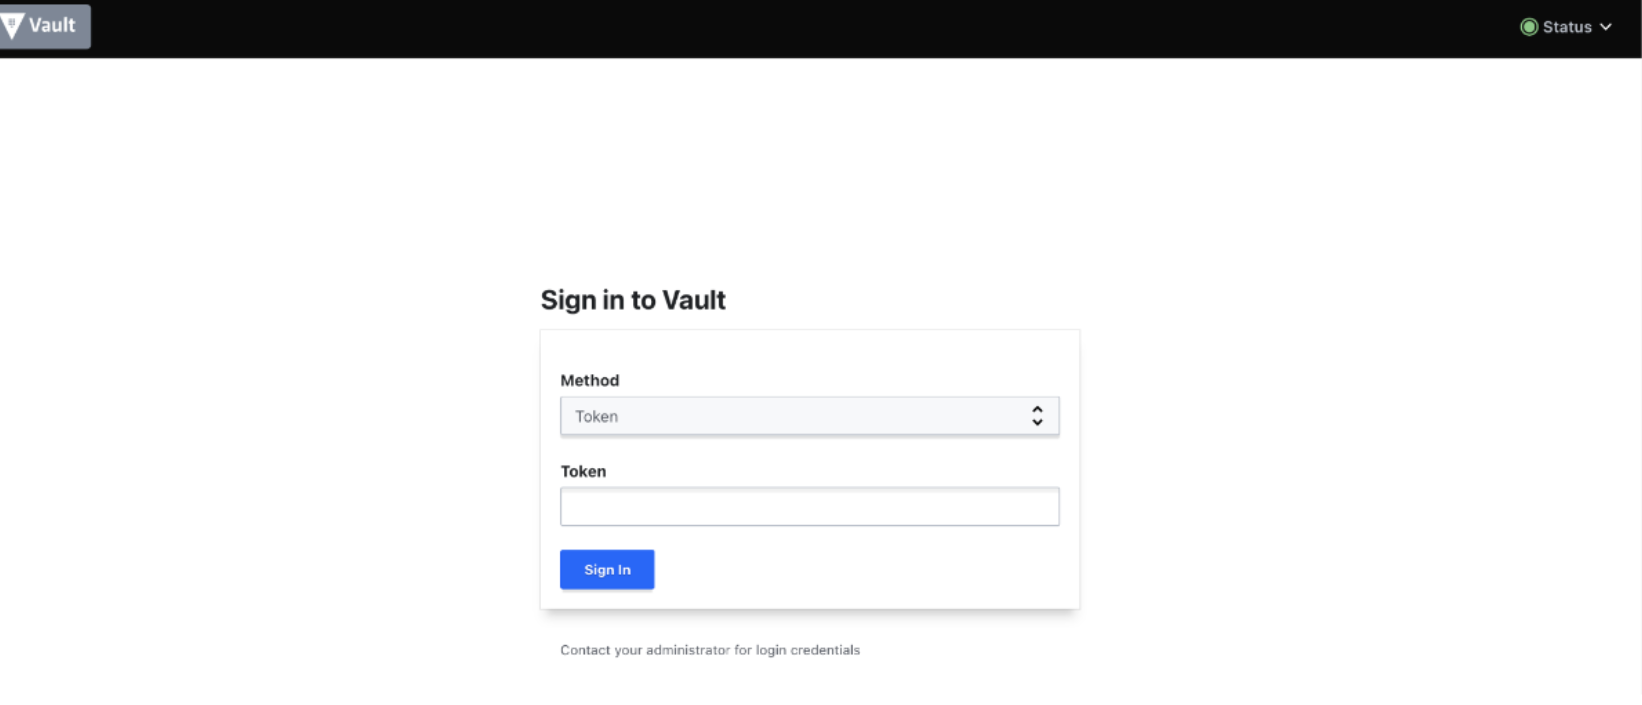 Vault
Status
Sign in to Vault
Method
Token
Token
Sign In
Contact your administrator for login credentials